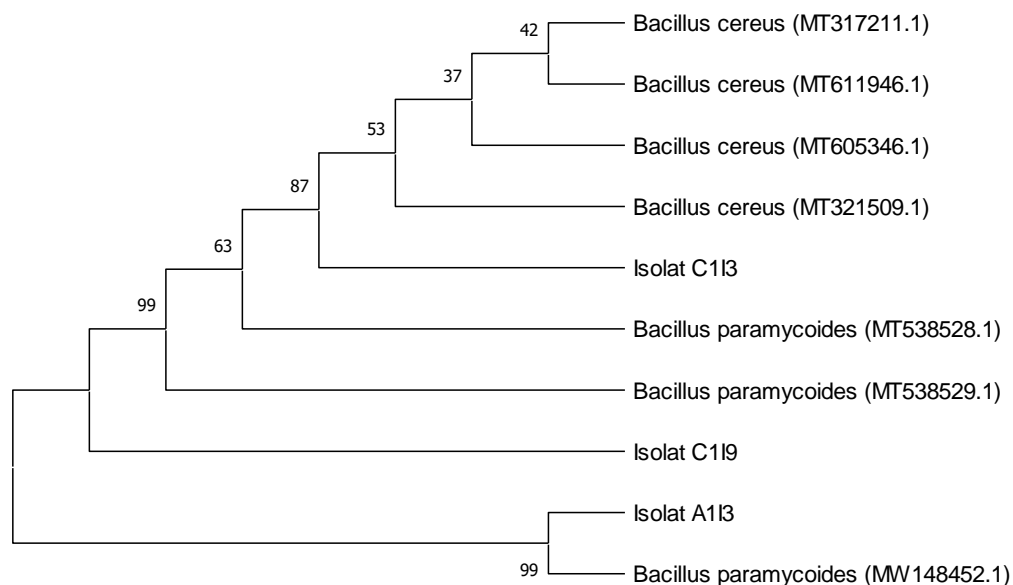 42
Bacillus cereus (MT317211.1)
37
Bacillus cereus (MT611946.1)
53
Bacillus cereus (MT605346.1)
87
Bacillus cereus (MT321509.1)
63
Isolat C1I3
99
Bacillus paramycoides (MT538528.1)
Bacillus paramycoides (MT538529.1)
Isolat C1I9
Isolat A1I3
99
Bacillus paramycoides (MW148452.1)